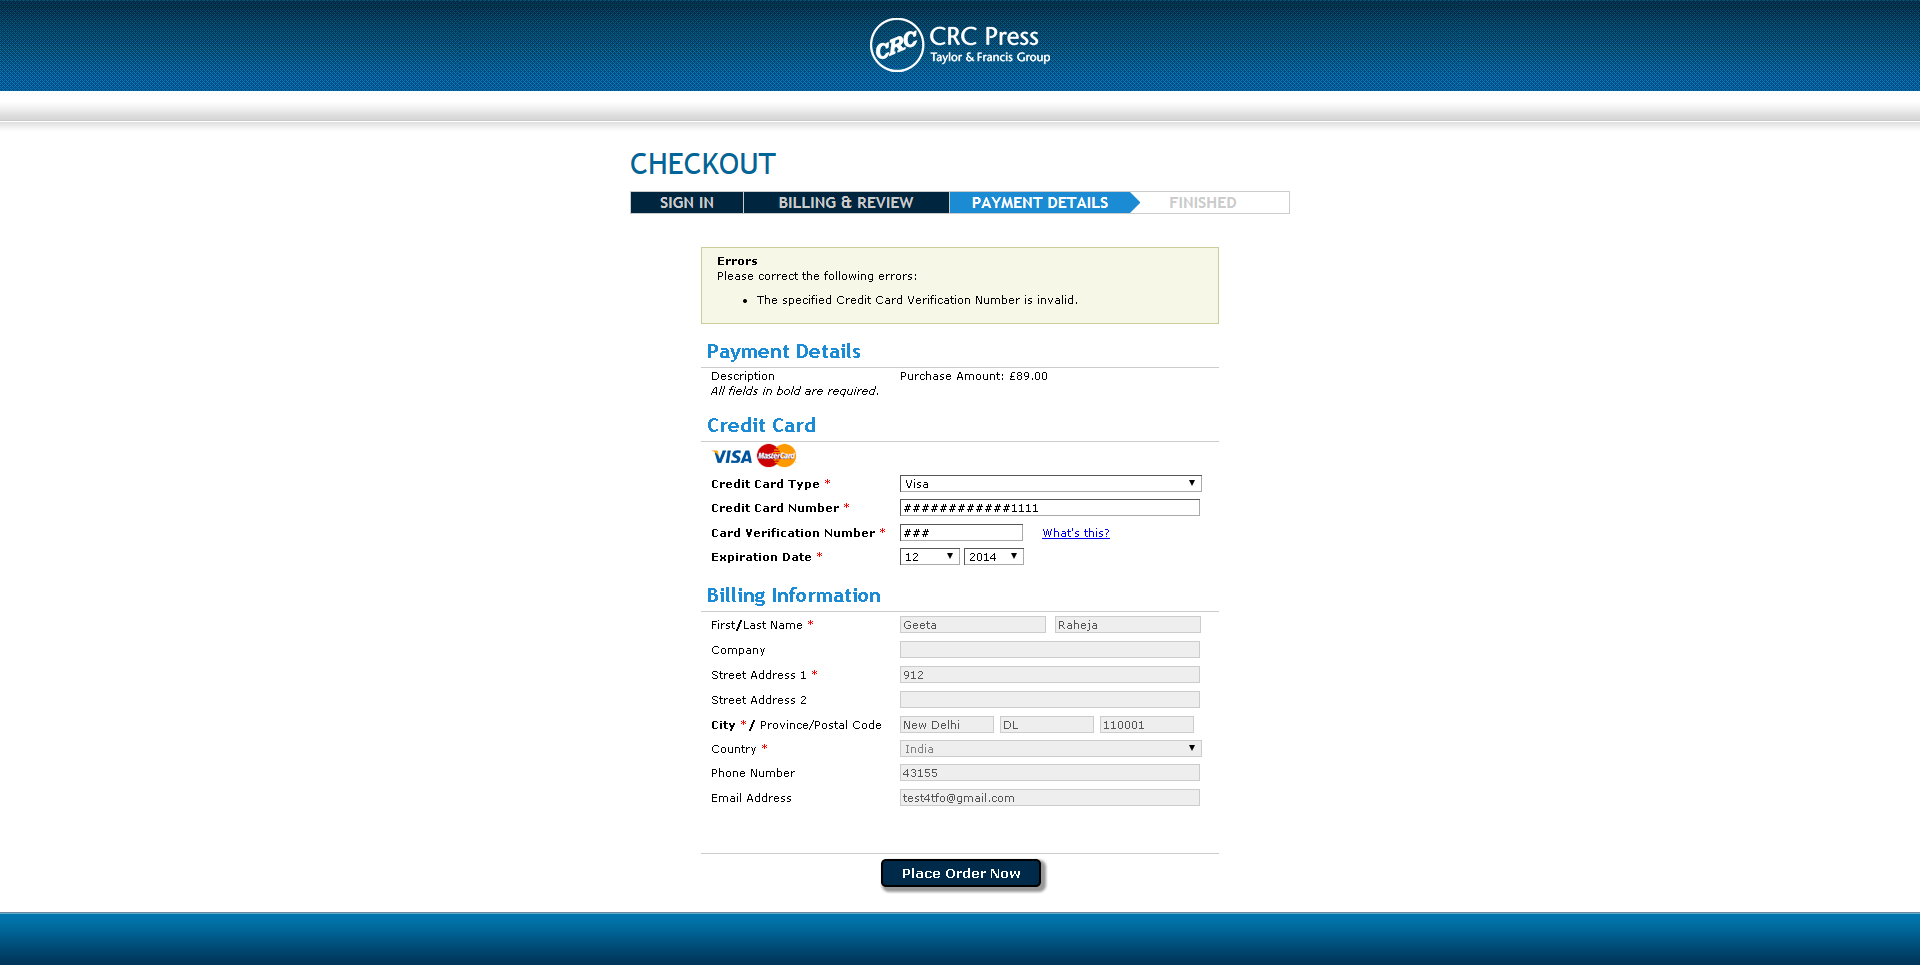 CRC CRC Press
Taylor & Francis Group
CHECKOUT
SIGN IN BILLING & REVIEW PAYMENT DETAILS FINISHED
Errors
Please correct the following errors:
• The specified Credit Card Verification Number is invalid.
Payment Details
Description Purchase Amount: £89.00
All fields in bold are required.
Credit Card
VISA MasterCard
Credit Card Type * Visa
Credit Card Number * ############1111
Card Verification Number * ### What's this?
Expiration Date * 12 2014
Billing Information
First/Last Name * Geeta Raheja
Company
Street Address 1 * 912
Street Address 2
City */ Province/Postal Code New Delhi DL 110001
Country * India
Phone Number 43155
Email Address test4tfo@gmail.com
Place Order Now